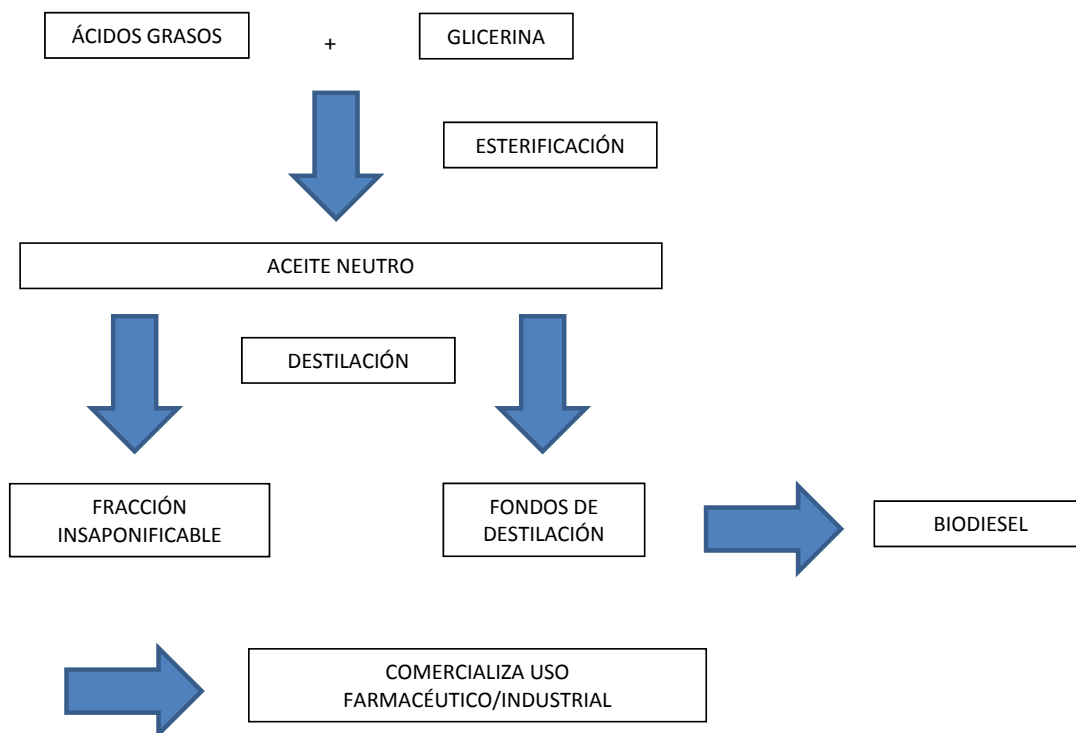 ÁCIDOS GRASOS
+
GLICERINA
ESTERIFICACIÓN
ACEITE NEUTRO
DESTILACIÓN
FRACCIÓN
INSAPONIFICABLE
FONDOS DE
DESTILACIÓN
BIODIESEL
COMERCIALIZA USO
FARMACÉUTICO/INDUSTRIAL